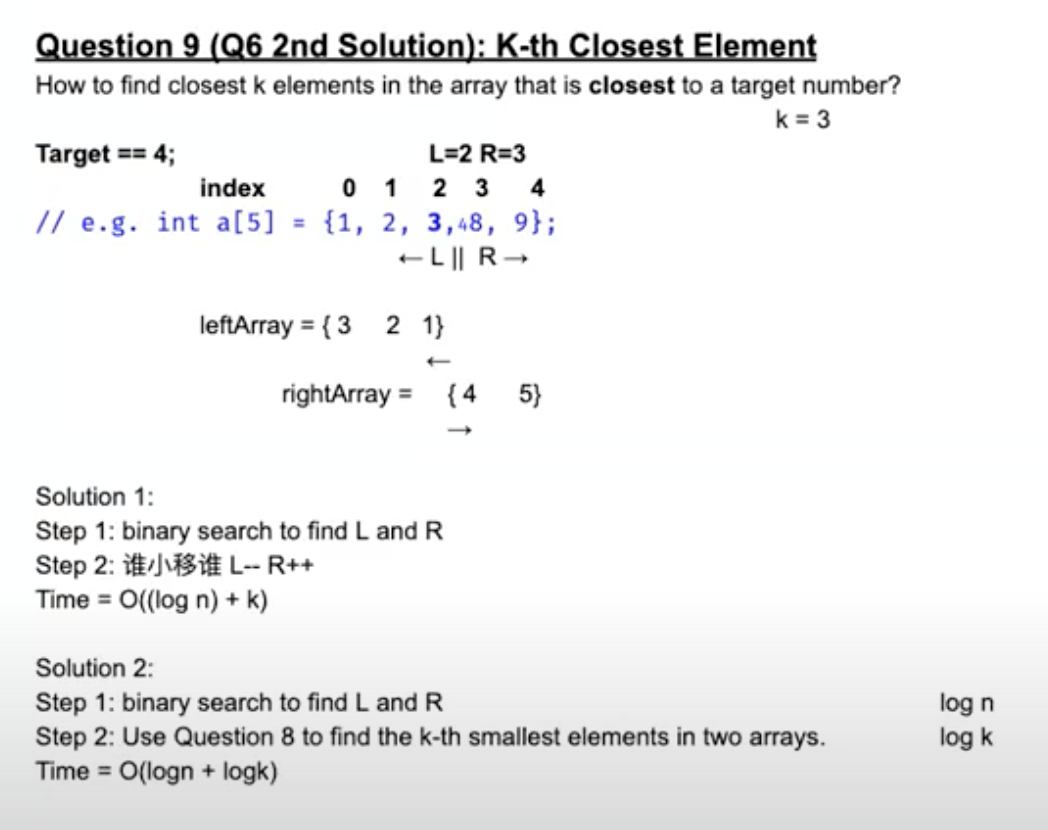 Question 9 (Q6 2nd Solution): K-th Closest Element
How to find closest k elements in the array that is closest to a target number?
k = 3
Target == 4; L=2 R=3
index 0 1 2 3 4
// e.g. int a[5] = {1, 2, 3,48, 9};
← L || R →
leftArray = { 3 2 1}
←
rightArray = { 4 5}
→
Solution 1:
Step 1: binary search to find L and R
Step 2: 谁小移谁 L-- R++
Time = O((log n) + k)
Solution 2:
Step 1: binary search to find L and R log n
Step 2: Use Question 8 to find the k-th smallest elements in two arrays. log k
Time = O(logn + logk)